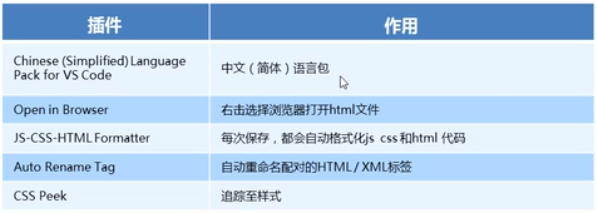 插件 作用
Chinese (Simplified) Language
Pack for VS Code
中文（简体）语言包
Open in Browser 右击选择浏览器打开html文件
JS-CSS-HTML Formatter 每次保存，都会自动格式化js css和html 代码
Auto Rename Tag 自动重命名配对的HTML / XML标签
CSS Peek 追踪至样式